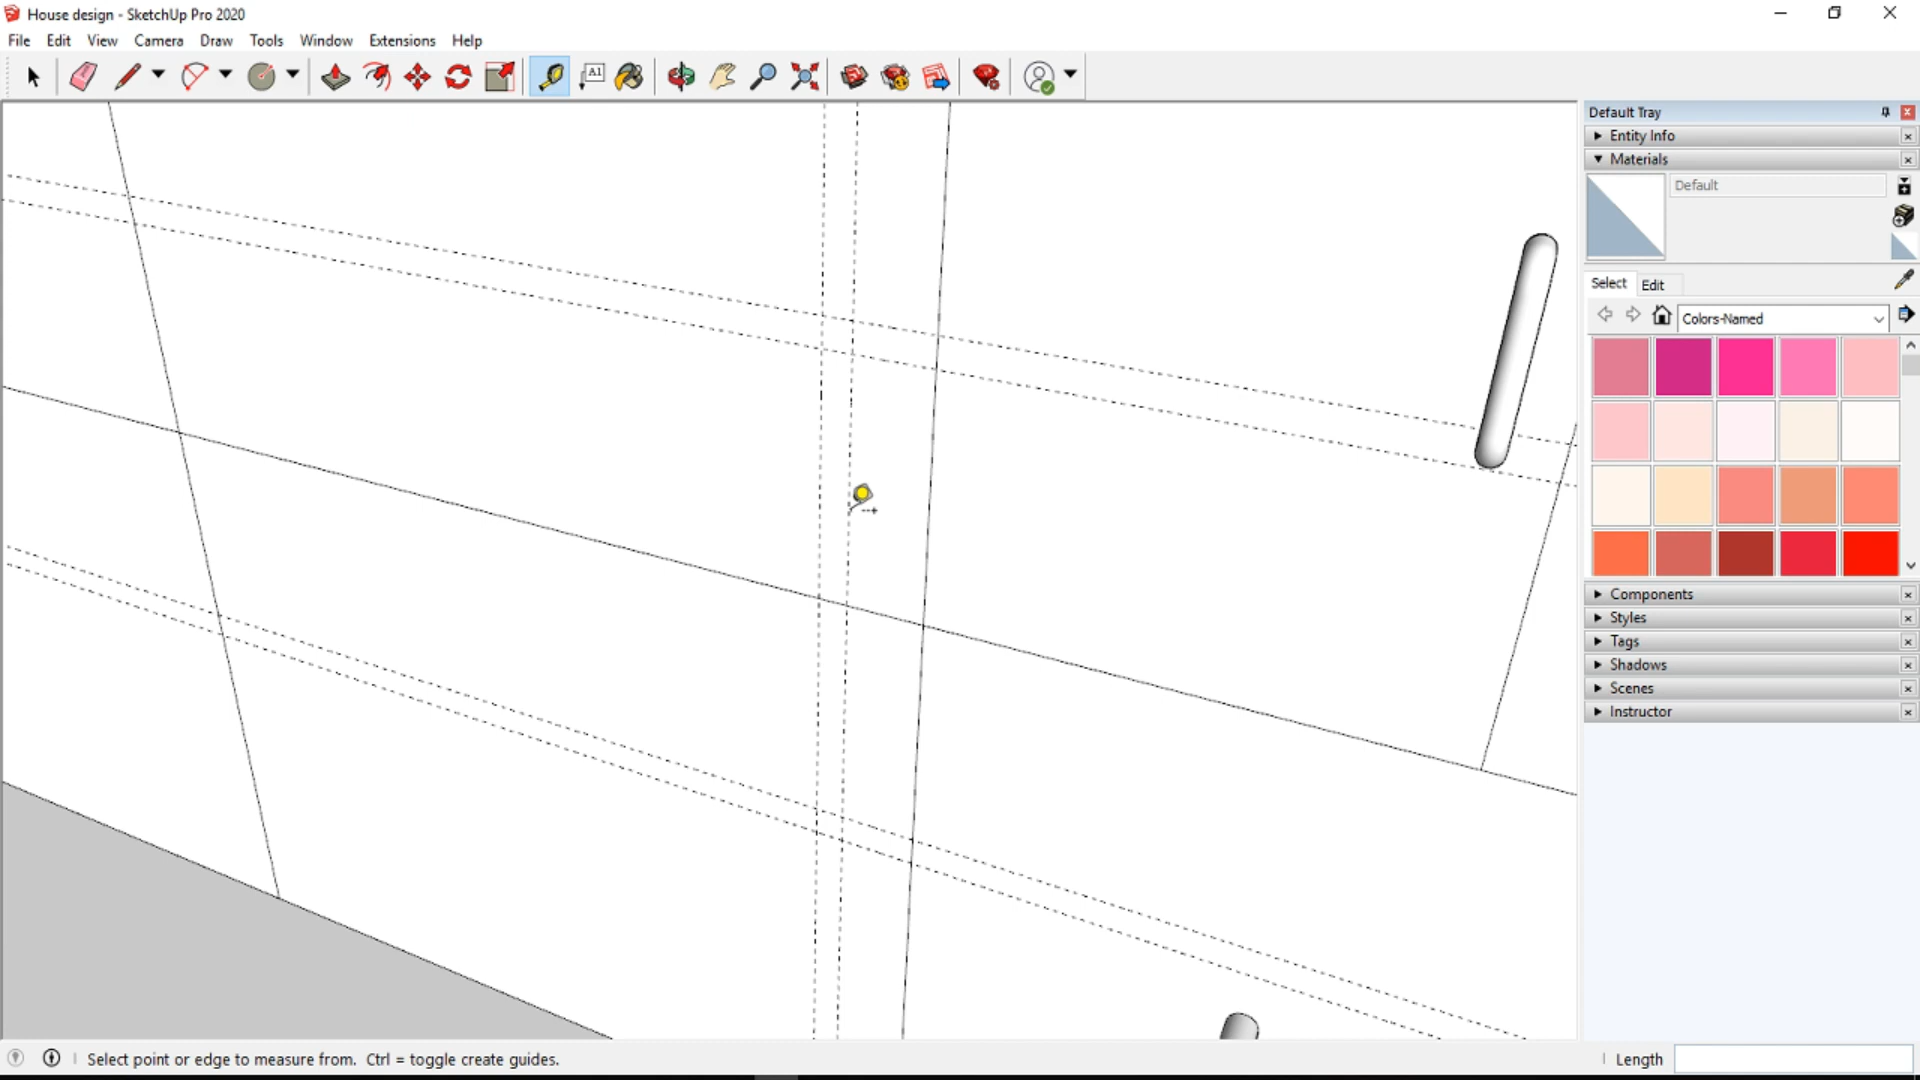 House design - SketchUp Pro 2020
File Edit View Camera Draw Tools Window Extensions Help
A1
Default Tray
Entity Info
Materials
Default
Select Edit
Colors-Named
Components
Styles
Tags
Shadows
Scenes
Instructor
Select point or edge to measure from. Ctrl = toggle create guides.
Length